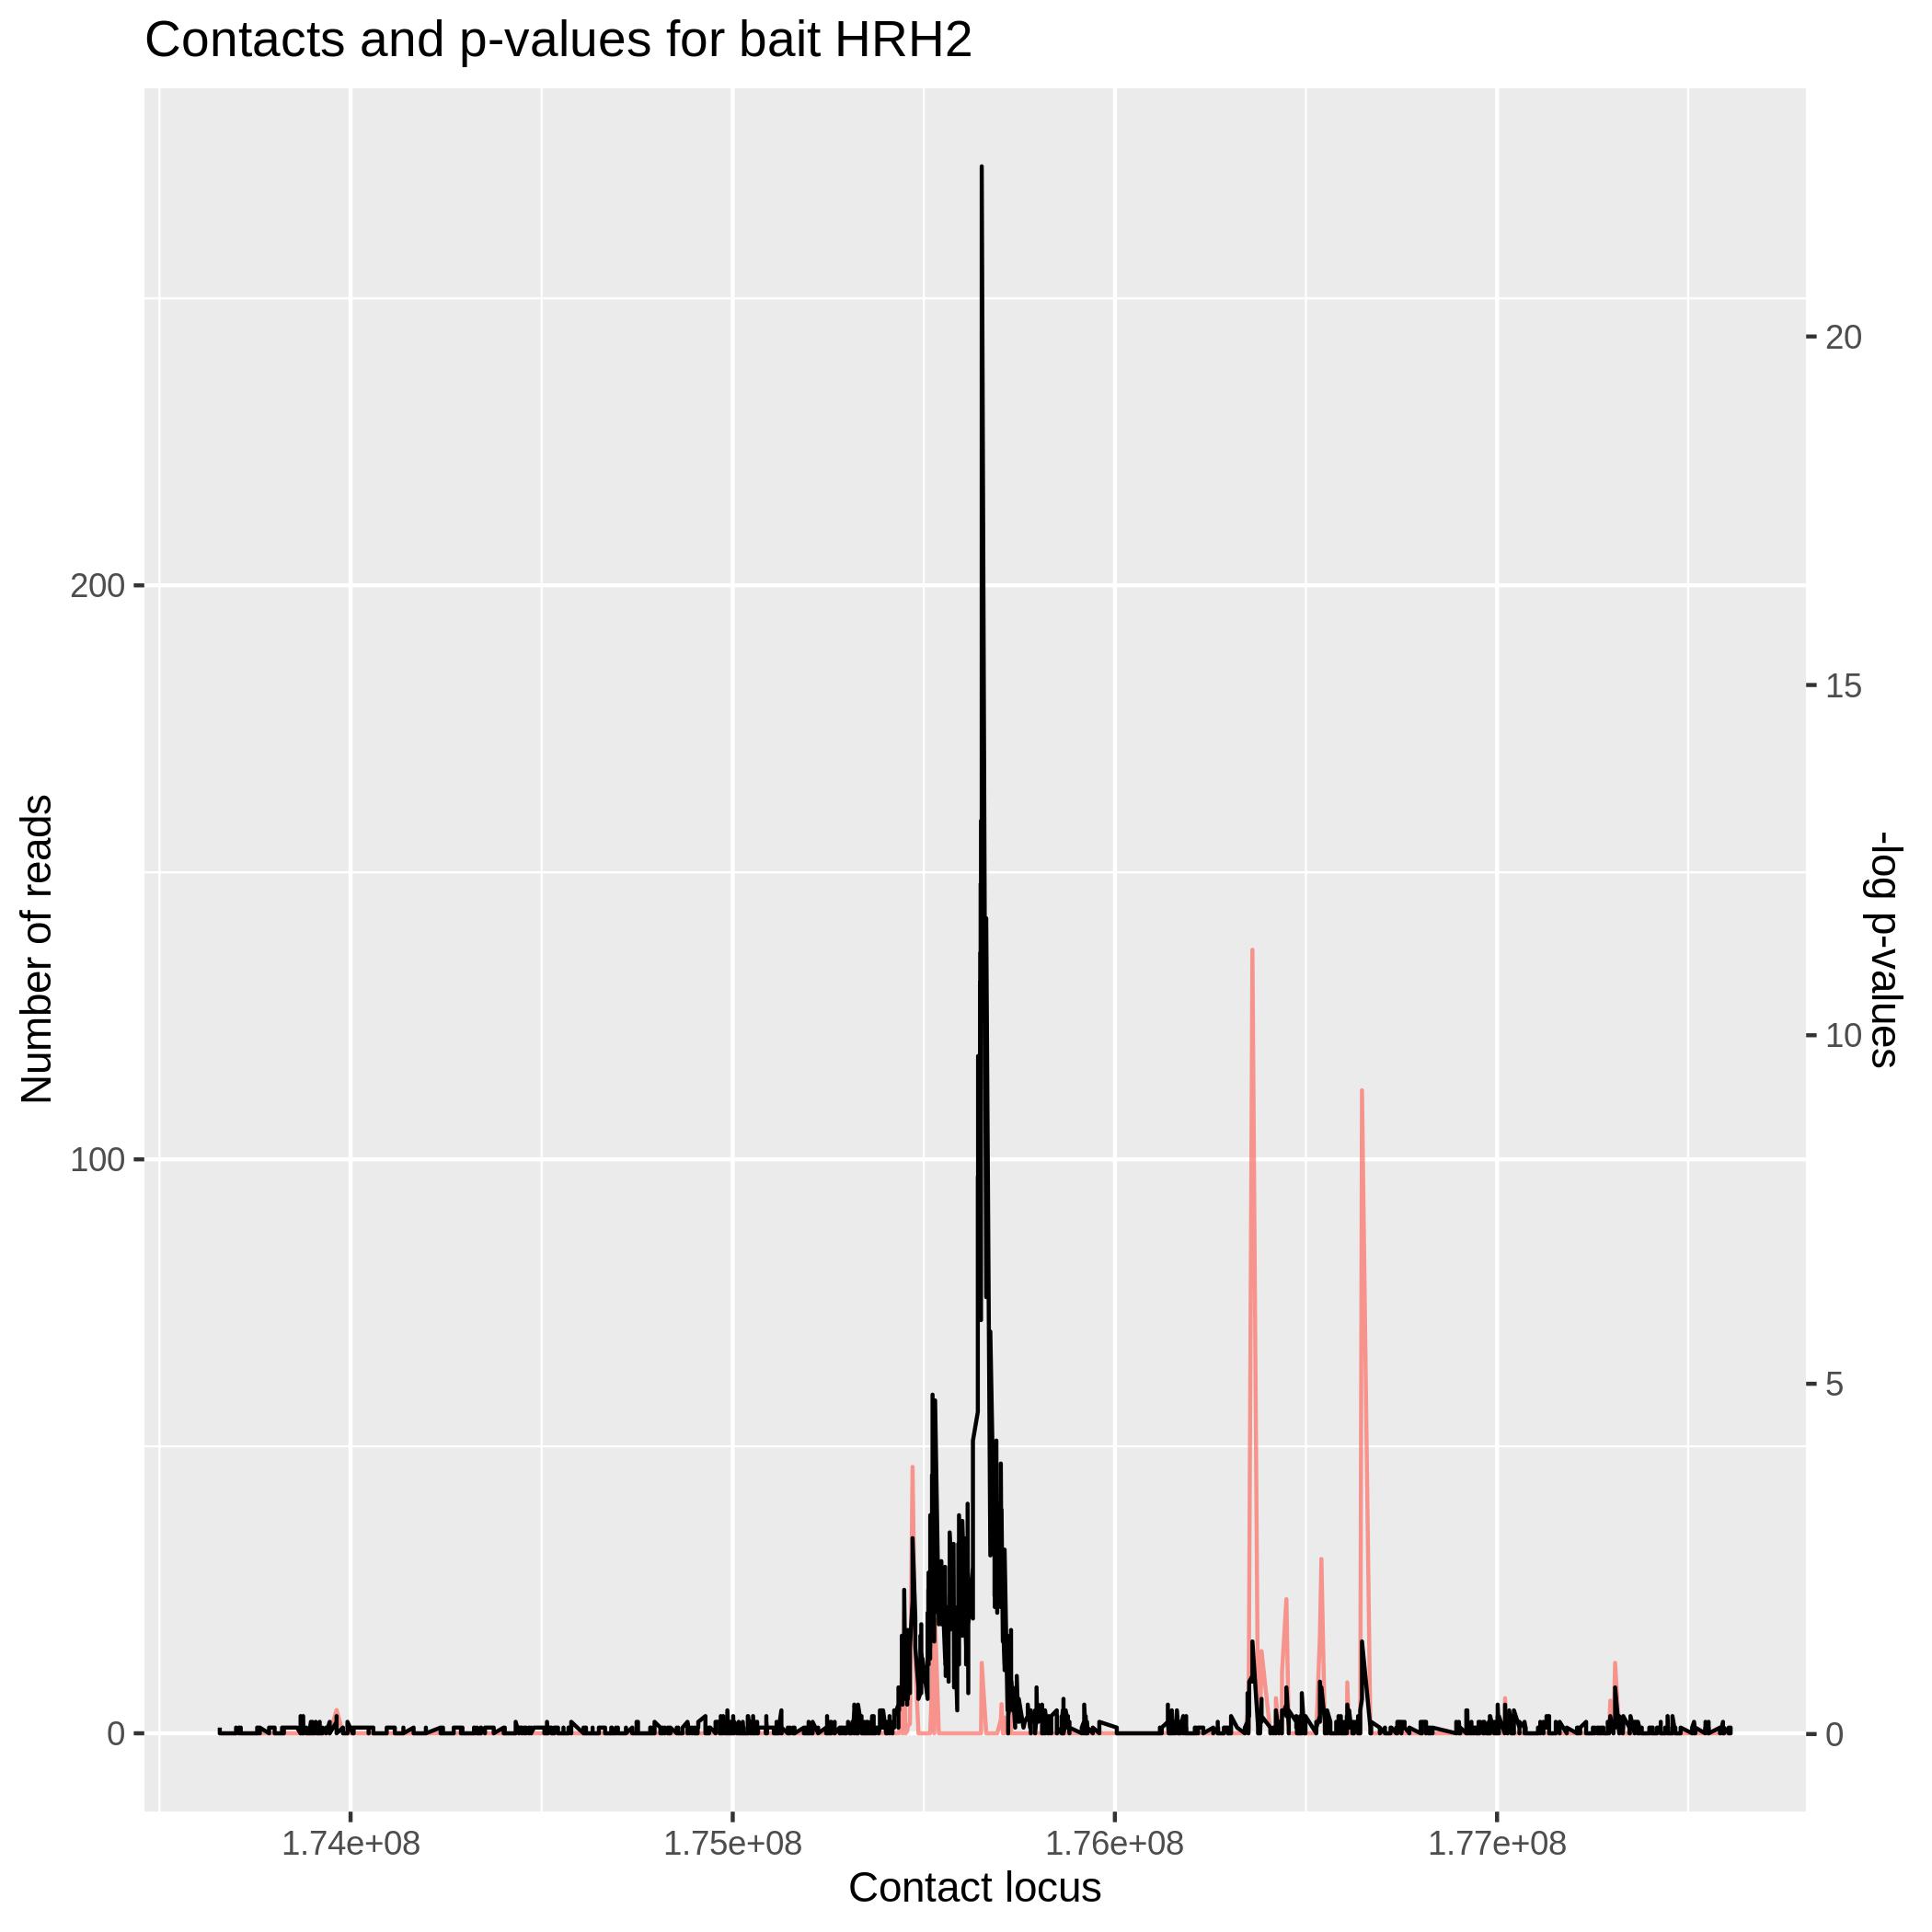 Contacts and p-values for bait HRH2
Number of reads
200
100
0
20
15
10
5
0
-log p-values
1.74e+08
1.75e+08
1.76e+08
1.77e+08
Contact locus